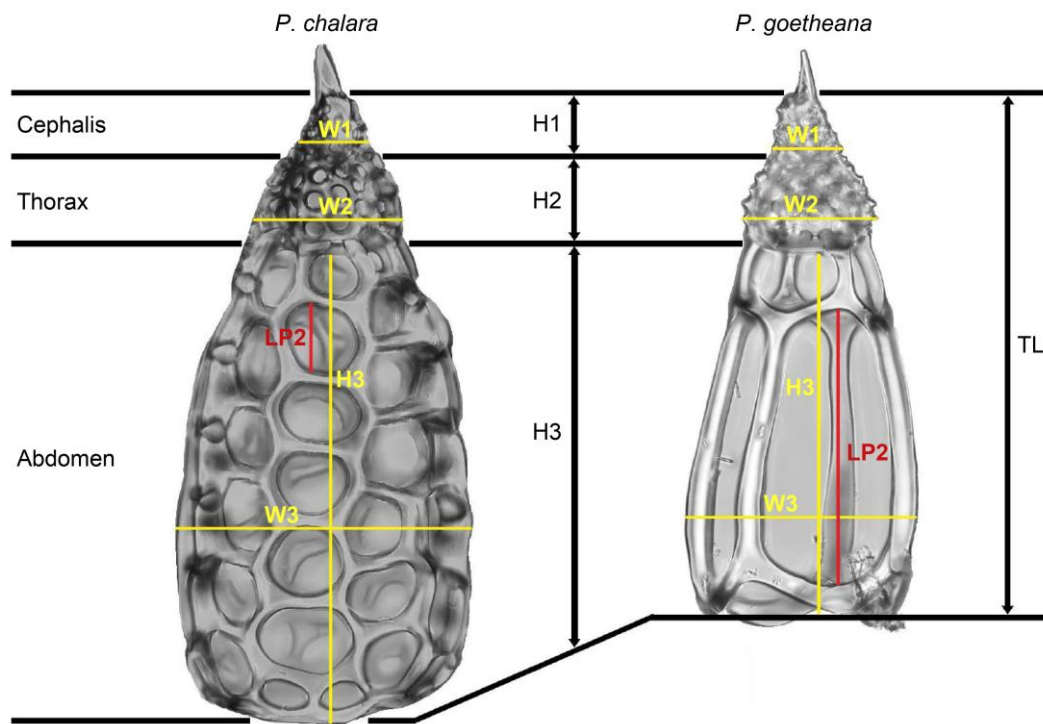 P. chalara
P. goetheana
Cephalis
W1
H1
W1
Thorax
W2
H2
W2
LP2
H3
Abdomen
W3
H3
H3
LP2
W3
TL